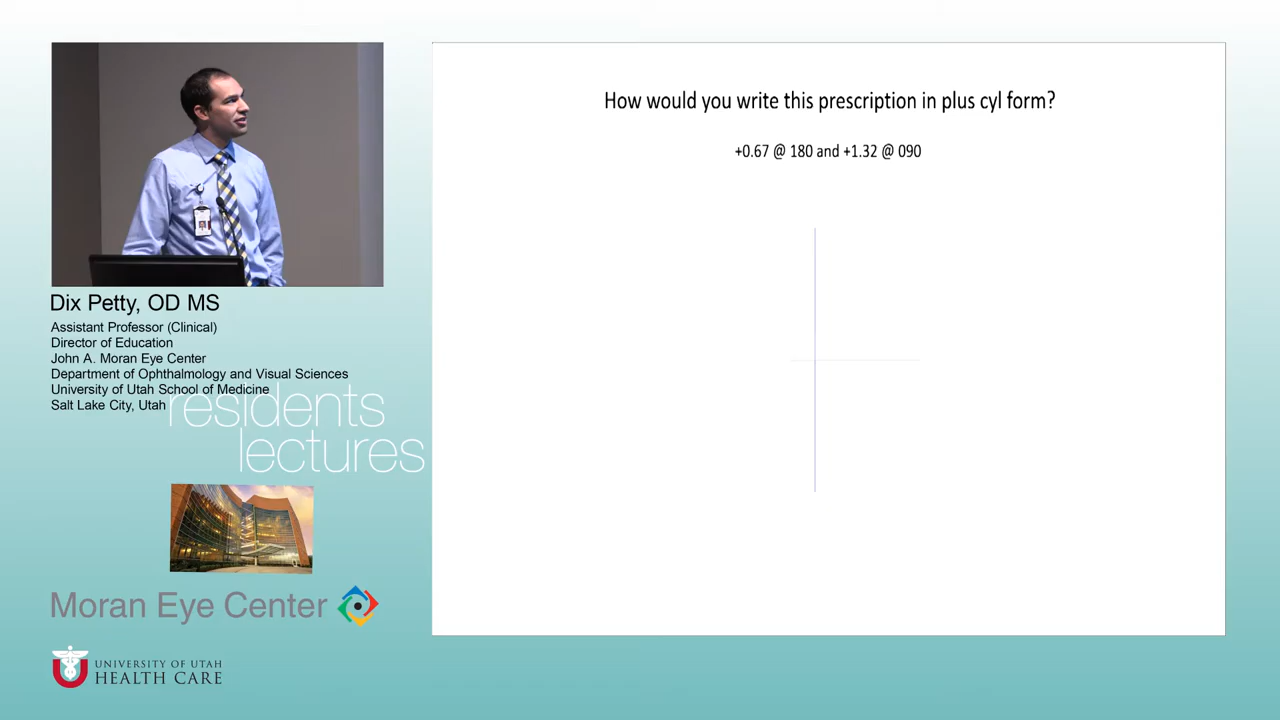 How would you write this prescription in plus cyl form?
+0.67 @ 180 and +1.32 @ 090
Dix Petty, OD MS
Assistant Professor (Clinical)
Director of Education
John A. Moran Eye Center
Department of Ophthalmology and Visual Sciences
University of Utah School of Medicine
Salt Lake City, Utah
residents
lectures
Moran Eye Center
UNIVERSITY OF UTAH
HEALTH CARE